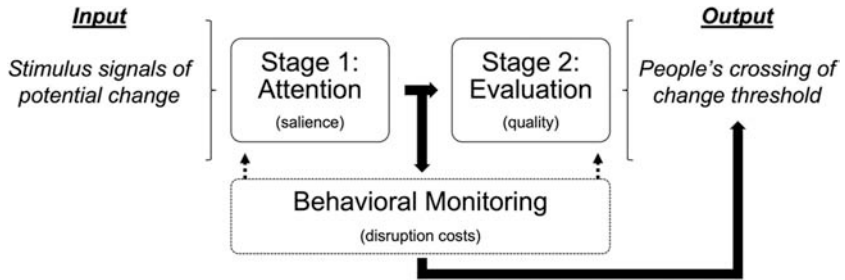 Input
Stimulus signals of
potential change
Stage 1:
Attention
(salience)
Stage 2:
Evaluation
(quality)
Output
People's crossing of
change threshold
Behavioral Monitoring
(disruption costs)